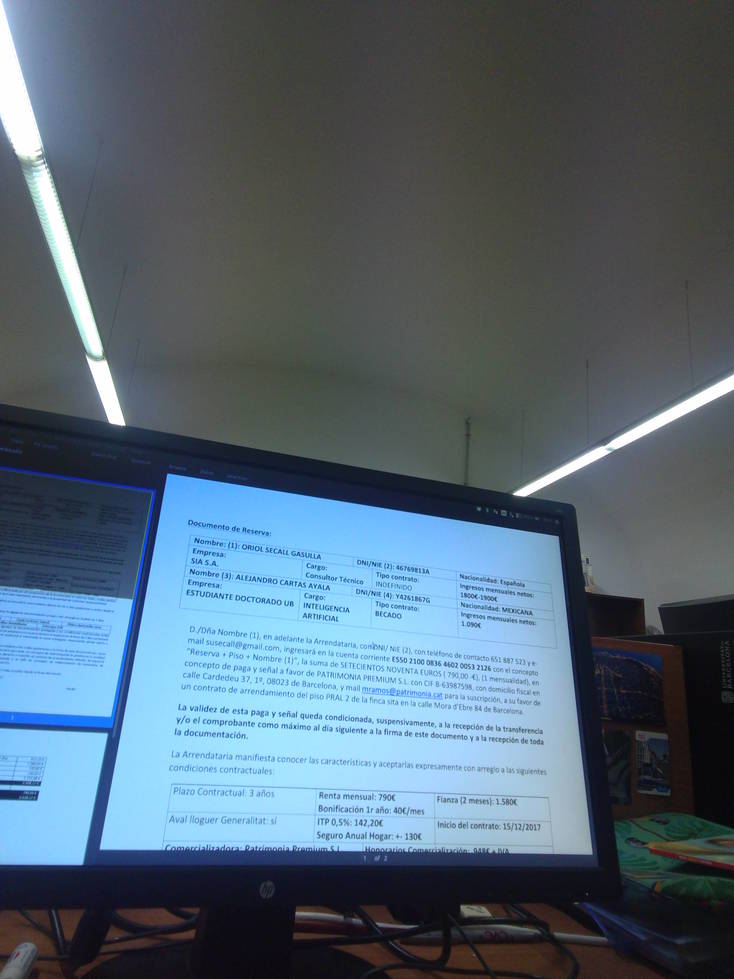 Documento de Reserva:
Nombre: (1): ORIOL SECALL GASULLA
DNI/NIE (2): 46769813A
Nacionalidad: Española
Empresa:
SIA S.A.
Cargo:
Consultor Técnico
Tipo contrato:
INDEFINIDO
Ingresos mensuales netos:
1800€-1900€
Nombre (3): ALEJANDRO CARTAS AYALA
DNI/NIE (4): Y4261867G
Nacionalidad: MEXICANA
Empresa:
ESTUDIANTE DOCTORADO UB
Cargo:
INTELIGENCIA
ARTIFICIAL
Tipo contrato:
BECADO
Ingresos mensuales netos:
1.090€
D./Dña Nombre (1), en adelante la Arrendataria, con DNI/ NIE (2), con teléfono de contacto 651 887 523 y e-
mail susecall@gmail.com, ingresará en la cuenta corriente ES50 2100 0836 4602 0053 2126 con el concepto
"Reserva + Piso + Nombre (1)", la suma de SETECIENTOS NOVENTA EUROS ( 790,00 -€), (1 mensualidad), en
concepto de paga y señal a favor de PATRIMONIA PREMIUM S.L. con CIF B-63987598, con domicilio fiscal en
calle Cardedeu 37, 1º, 08023 de Barcelona, y mail mramos@patrimonia.cat para la suscripción, a su favor de
un contrato de arrendamiento del piso PRAL 2 de la finca sita en la calle Mora d'Ebre 84 de Barcelona.
La validez de esta paga y señal queda condicionada, suspensivamente, a la recepción de la transferencia
y/o el comprobante como máximo al día siguiente a la firma de este documento y a la recepción de toda
la documentación.
La Arrendataria manifiesta conocer las características y aceptarlas expresamente con arreglo a las siguientes
condiciones contractuales:
Plazo Contractual: 3 años
Renta mensual: 790€
Bonificación 1r año: 40€/mes
Fianza (2 meses): 1.580€
Aval lloguer Generalitat: sí
ITP 0,5%: 142,20€
Seguro Anual Hogar: +- 130€
Inicio del contrato: 15/12/2017
Comercializadora: Patrimonia Premium S.L
Honorarios Comercialización: 948€ + IVA
1 of 2
hp
UNIVERSITAT
BARCELONA